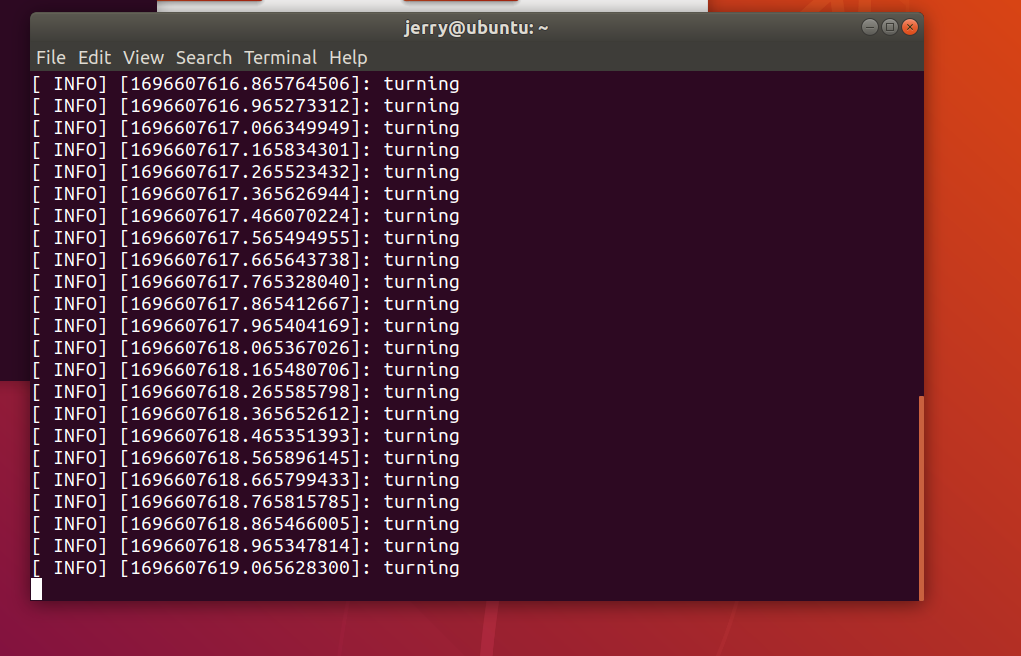 jerry@ubuntu: ~
File Edit View Search Terminal Help
[ INFO] [1696607616.865764506]: turning
[ INFO] [1696607616.965273312]: turning
[ INFO] [1696607617.066349949]: turning
[ INFO] [1696607617.165834301]: turning
[ INFO] [1696607617.265523432]: turning
[ INFO] [1696607617.365626944]: turning
[ INFO] [1696607617.466070224]: turning
[ INFO] [1696607617.565494955]: turning
[ INFO] [1696607617.665643738]: turning
[ INFO] [1696607617.765328040]: turning
[ INFO] [1696607617.865412667]: turning
[ INFO] [1696607617.965404169]: turning
[ INFO] [1696607618.065367026]: turning
[ INFO] [1696607618.165480706]: turning
[ INFO] [1696607618.265585798]: turning
[ INFO] [1696607618.365652612]: turning
[ INFO] [1696607618.465351393]: turning
[ INFO] [1696607618.565896145]: turning
[ INFO] [1696607618.665799433]: turning
[ INFO] [1696607618.765815785]: turning
[ INFO] [1696607618.865466005]: turning
[ INFO] [1696607618.965347814]: turning
[ INFO] [1696607619.065628300]: turning